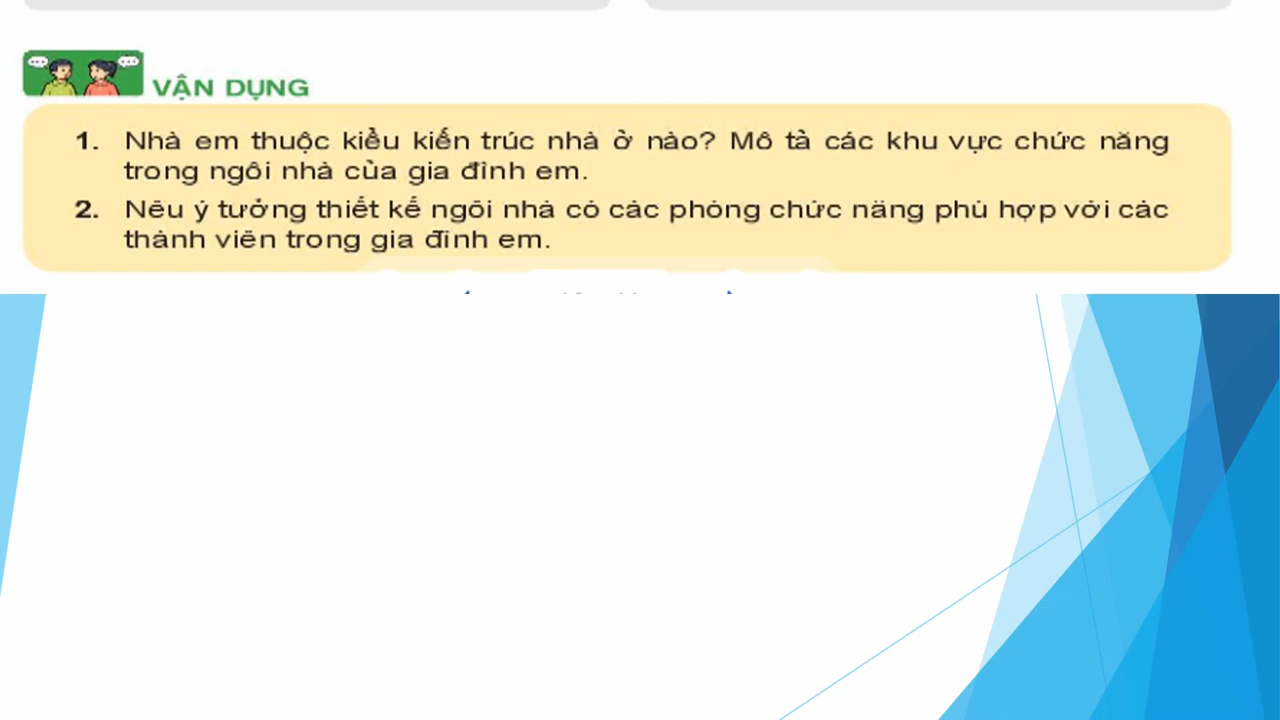 VẬN DỤNG
1. Nhà em thuộc kiểu kiến trúc nhà ở nào? Mô tả các khu vực chức năng
trong ngôi nhà của gia đình em.
2. Nêu ý tưởng thiết kế ngôi nhà có các phòng chức năng phù hợp với các
thành viên trong gia đình em.